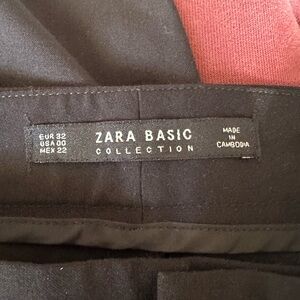 EUR 32
USA 00
MEX 22
ZARA BASIC
COLLECTION
MADE
IN
CAMBODIA